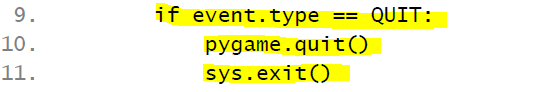 9. if event.type == QUIT:
10. pygame.quit()
11. sys.exit()